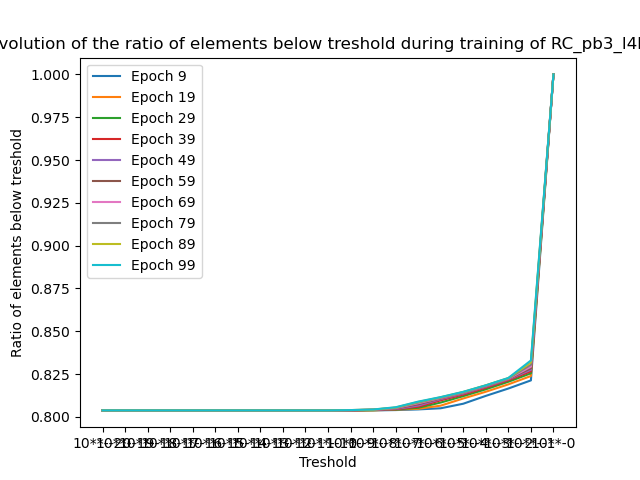 volution of the ratio of elements below treshold during training of RC_pb3_l4
1.000
0.975
0.950
0.925
0.900
0.875
0.850
0.825
0.800
Ratio of elements below treshold
Epoch 9
Epoch 19
Epoch 29
Epoch 39
Epoch 49
Epoch 59
Epoch 69
Epoch 79
Epoch 89
Epoch 99
Treshold